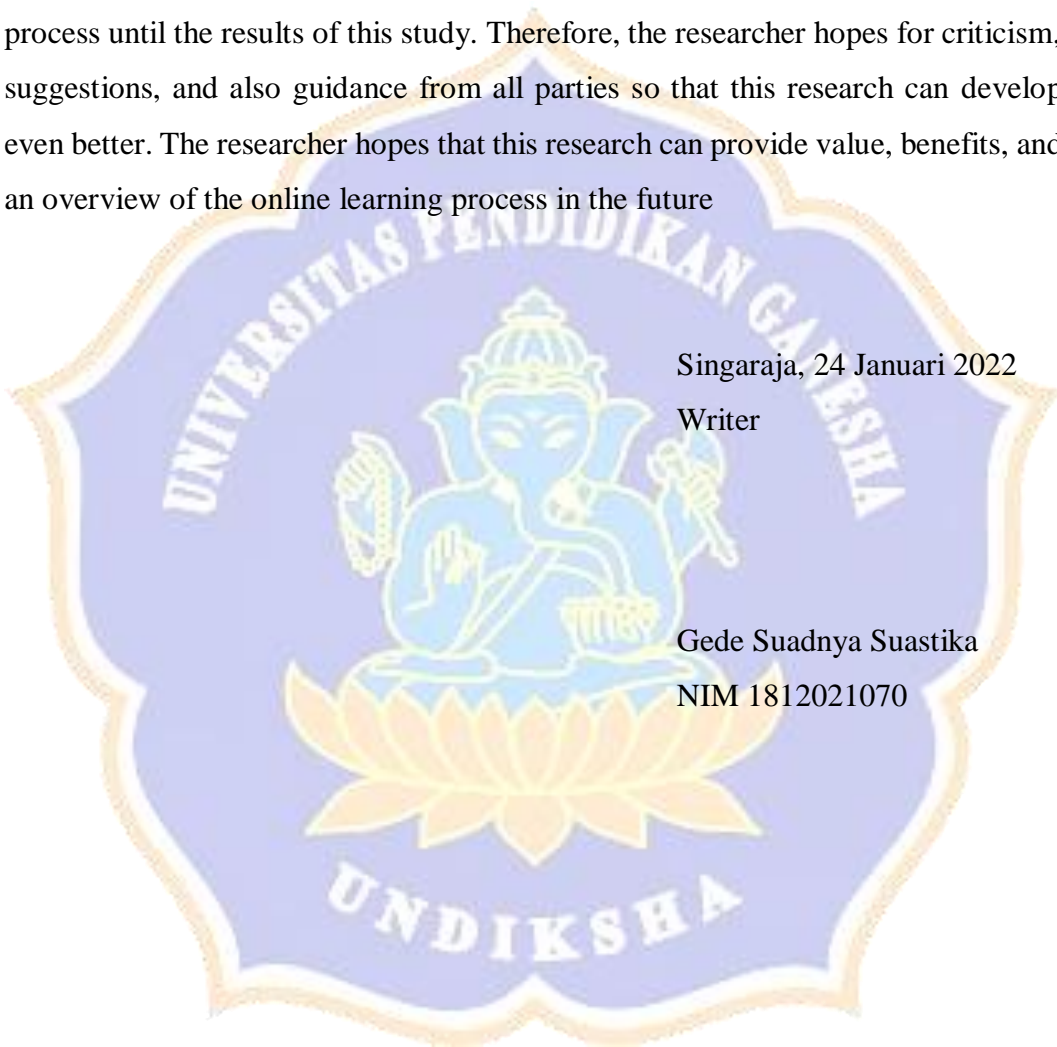 process until the results of this study. Therefore, the researcher hopes for criticism,
suggestions, and also guidance from all parties so that this research can develop
even better. The researcher hopes that this research can provide value, benefits, and
an overview of the online learning process in the future
UNIVERSITAS PENDIDIKAN GANESHA
Singaraja, 24 Januari 2022
Writer
Gede Suadnya Suastika
NIM 1812021070
UNDIKSHA